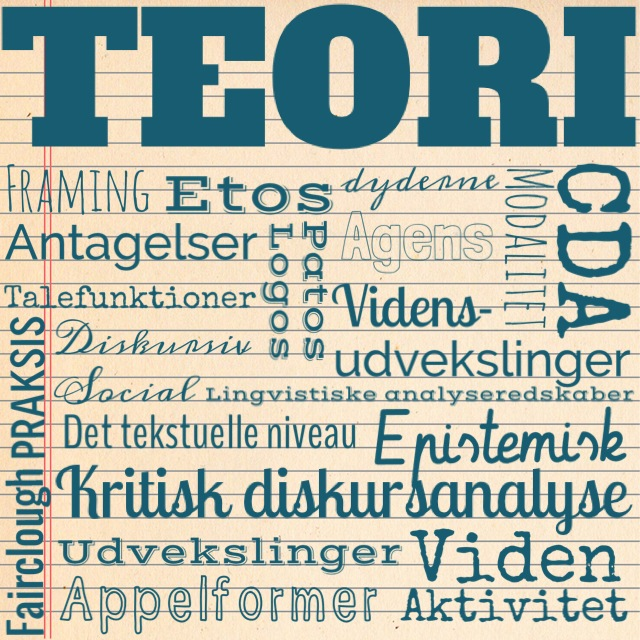 TEORI
FRAMING Etos dyderne
MODALITET
CDA
Antagelser
Logos
Patos
Agens
Talefunktioner
Videns-
udvekslinger
Diskursiv
Social Lingvistiske analyseredskaber
Fairclough PRAKSIS
Det tekstuelle niveau Epistemisk
Kritisk diskursanalyse
Udvekslinger Viden
Appelformer Aktivitet